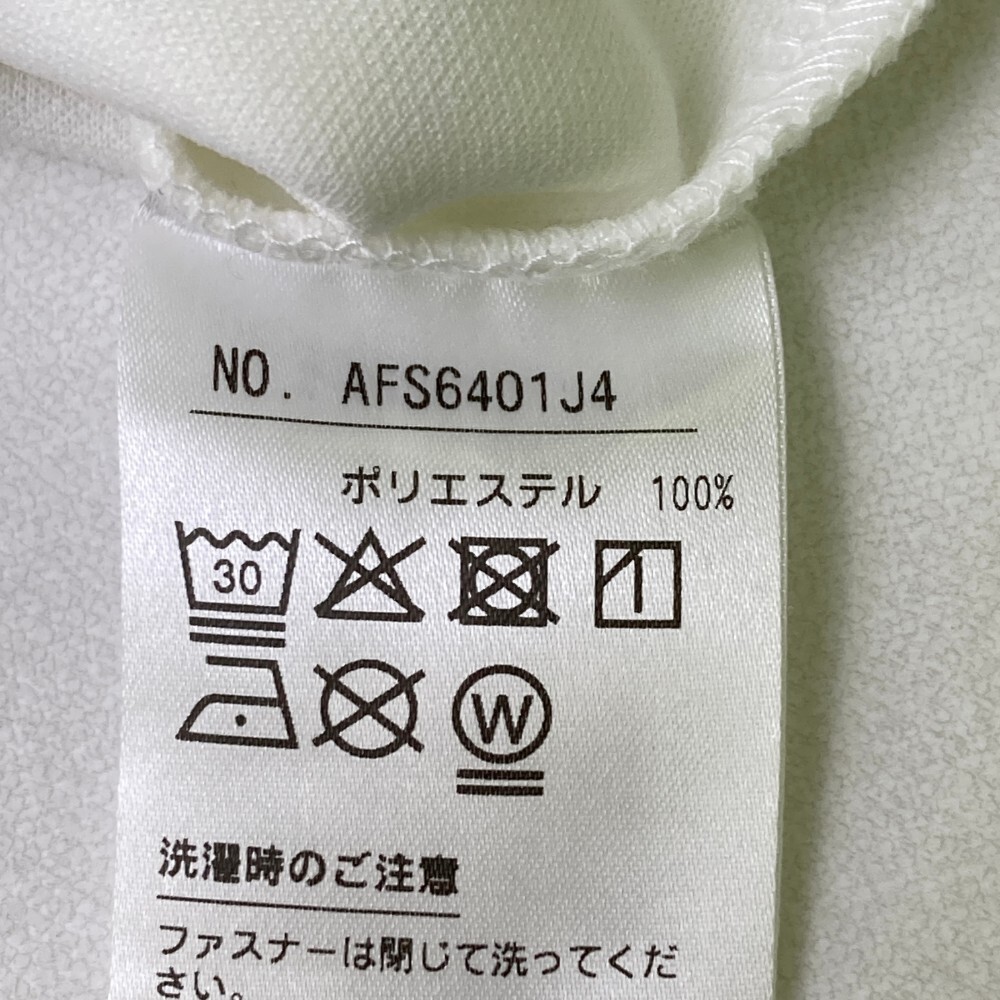 NO. AFS6401J4
ポリエステル 100%
30
W
洗濯時のご注意
ファスナーは閉じて洗ってくだ
さい。